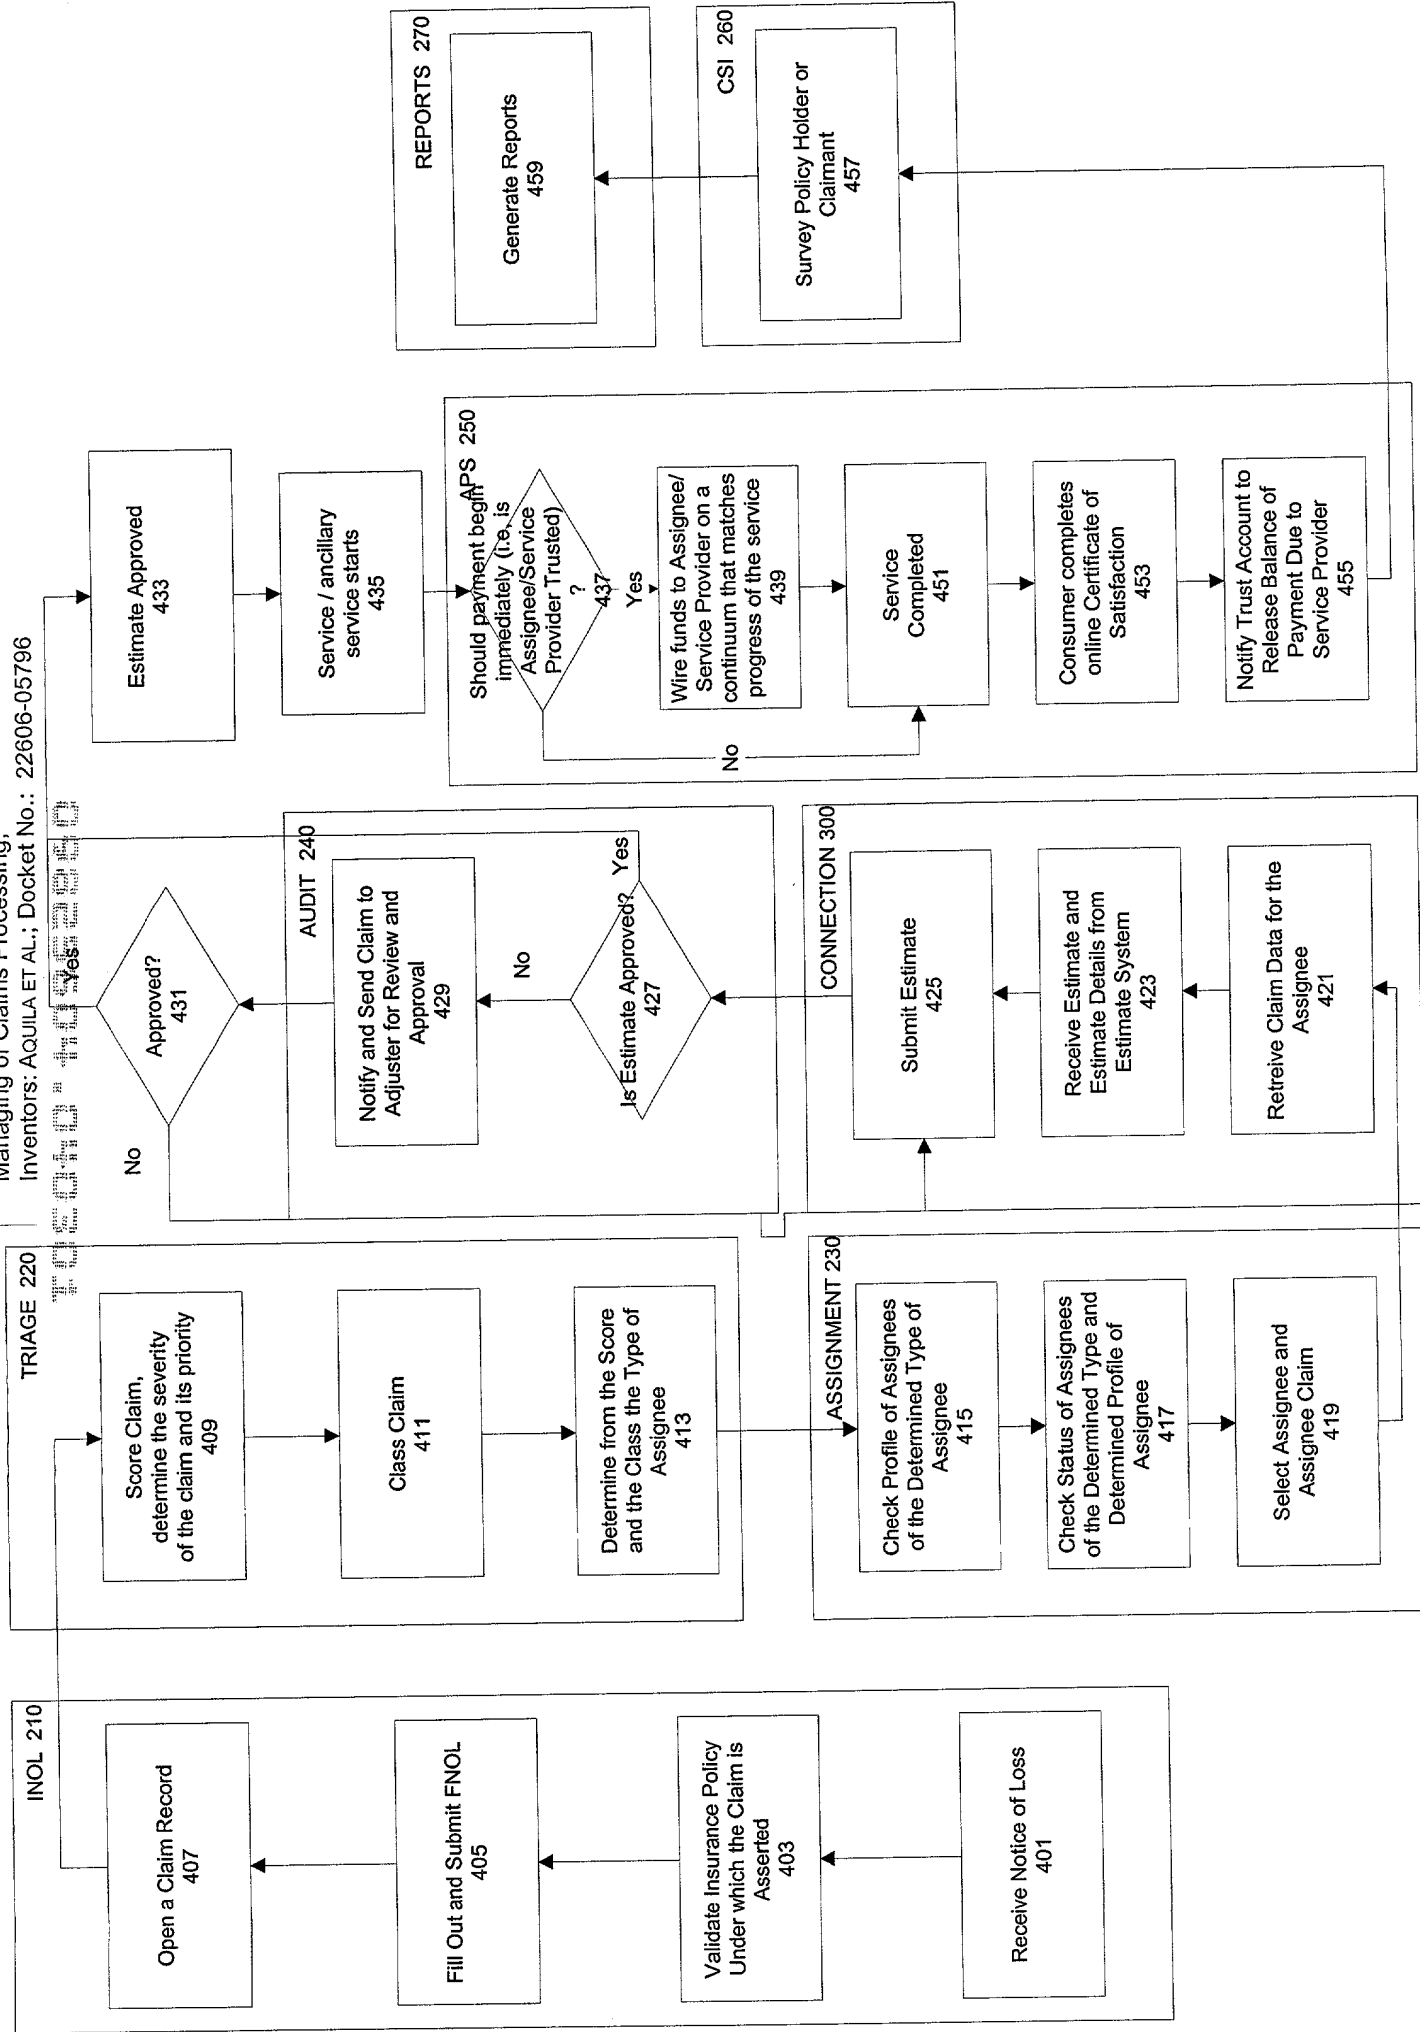 Managing of Claims Processing,
Inventors: AQUILA ET AL.; Docket No.: 22606-05796
INOL 210
Open a Claim Record
407
Fill Out and Submit FNOL
405
Validate Insurance Policy
Under which the Claim is
Asserted
403
Receive Notice of Loss
401
TRIAGE 220
Score Claim,
determine the severity
of the claim and its priority
409
Class Claim
411
Determine from the Score
and the Class the Type of
Assignee
413
ASSIGNMENT 230
Check Profile of Assignees
of the Determined Type of
Assignee
415
Check Status of Assignees
of the Determined Type and
Determined Profile of
Assignee
417
Select Assignee and
Assignee Claim
419
Yes
Approved?
431
No
AUDIT 240
Notify and Send Claim to
Adjuster for Review and
Approval
429
No
Is Estimate Approved?
427
Yes
CONNECTION 300
Submit Estimate
425
Receive Estimate and
Estimate Details from
Estimate System
423
Retreive Claim Data for the
Assignee
421
Estimate Approved
433
Service / ancillary
service starts
435
APS 250
Should payment begin
immediately (i.e. is
Assignee/Service
Provider Trusted)
?
437
Yes
No
Wire funds to Assignee/
Service Provider on a
continuum that matches
progress of the service
439
Service
Completed
451
Consumer completes
online Certificate of
Satisfaction
453
Notify Trust Account to
Release Balance of
Payment Due to
Service Provider
455
REPORTS 270
Generate Reports
459
CSI 260
Survey Policy Holder or
Claimant
457